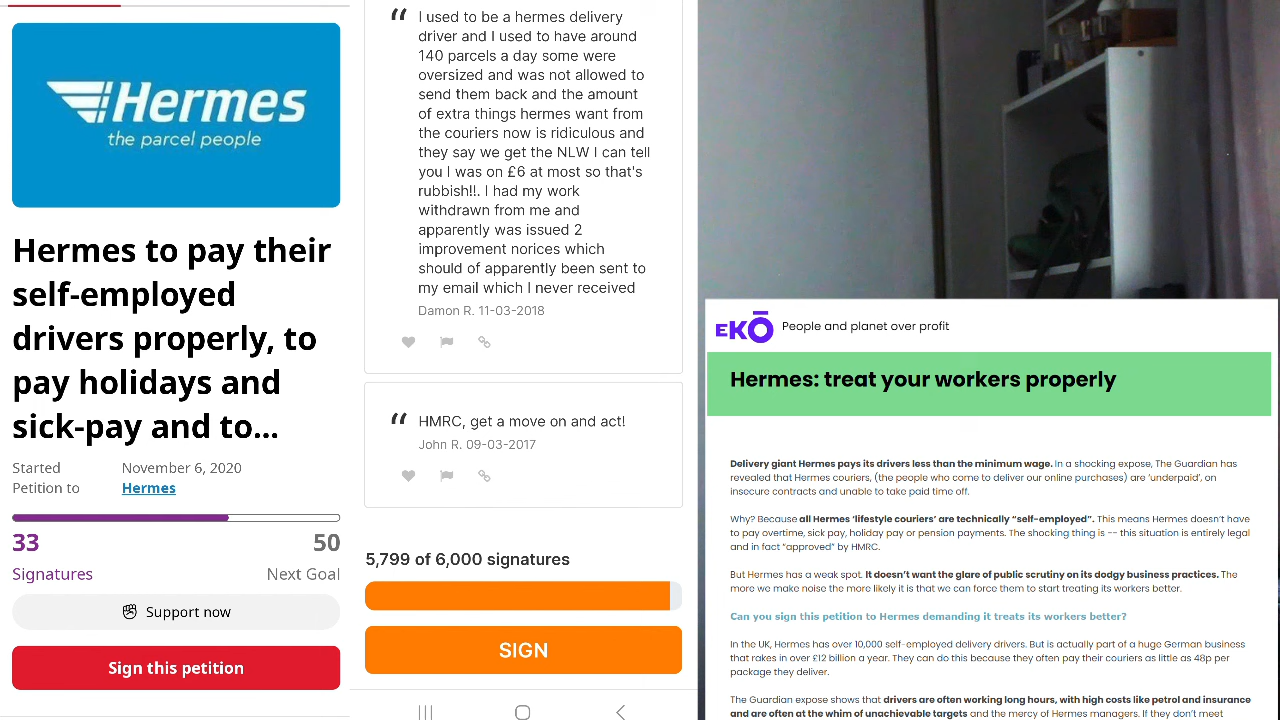 Hermes
the parcel people
Hermes to pay their
self-employed
drivers properly, to
pay holidays and
sick-pay and to...
Started November 6, 2020
Petition to Hermes
33 50
Signatures Next Goal
Support now
Sign this petition
“ I used to be a hermes delivery
driver and I used to have around
140 parcels a day some were
oversized and was not allowed to
send them back and the amount
of extra things hermes want from
the couriers now is ridiculous and
they say we get the NLW I can tell
you I was on £6 at most so that's
rubbish!!. I had my work
withdrawn from me and
apparently was issued 2
improvement norices which
should of apparently been sent to
my email which I never received
Damon R. 11-03-2018
“ HMRC, get a move on and act!
John R. 09-03-2017
5,799 of 6,000 signatures
SIGN
EKŌ People and planet over profit
Hermes: treat your workers properly
Delivery giant Hermes pays its drivers less than the minimum wage. In a shocking expose, The Guardian has
revealed that Hermes couriers, (the people who come to deliver our online purchases) are 'underpaid', on
insecure contracts and unable to take paid time off.
Why? Because all Hermes 'lifestyle couriers' are technically “self-employed”. This means Hermes doesn't have
to pay overtime, sick pay, holiday pay or pension payments. The shocking thing is -- this situation is entirely legal
and in fact “approved” by HMRC.
But Hermes has a weak spot. It doesn't want the glare of public scrutiny on its dodgy business practices. The
more we make noise the more likely it is that we can force them to start treating its workers better.
Can you sign this petition to Hermes demanding it treats its workers better?
In the UK, Hermes has over 10,000 self-employed delivery drivers. But is actually part of a huge German business
that rakes in over £12 billion a year. They can do this because they often pay their couriers as little as 48p per
package they deliver.
The Guardian expose shows that drivers are often working long hours, with high costs like petrol and insurance
and are often at the whim of unachievable targets and the mercy of Hermes managers. If they don't meet